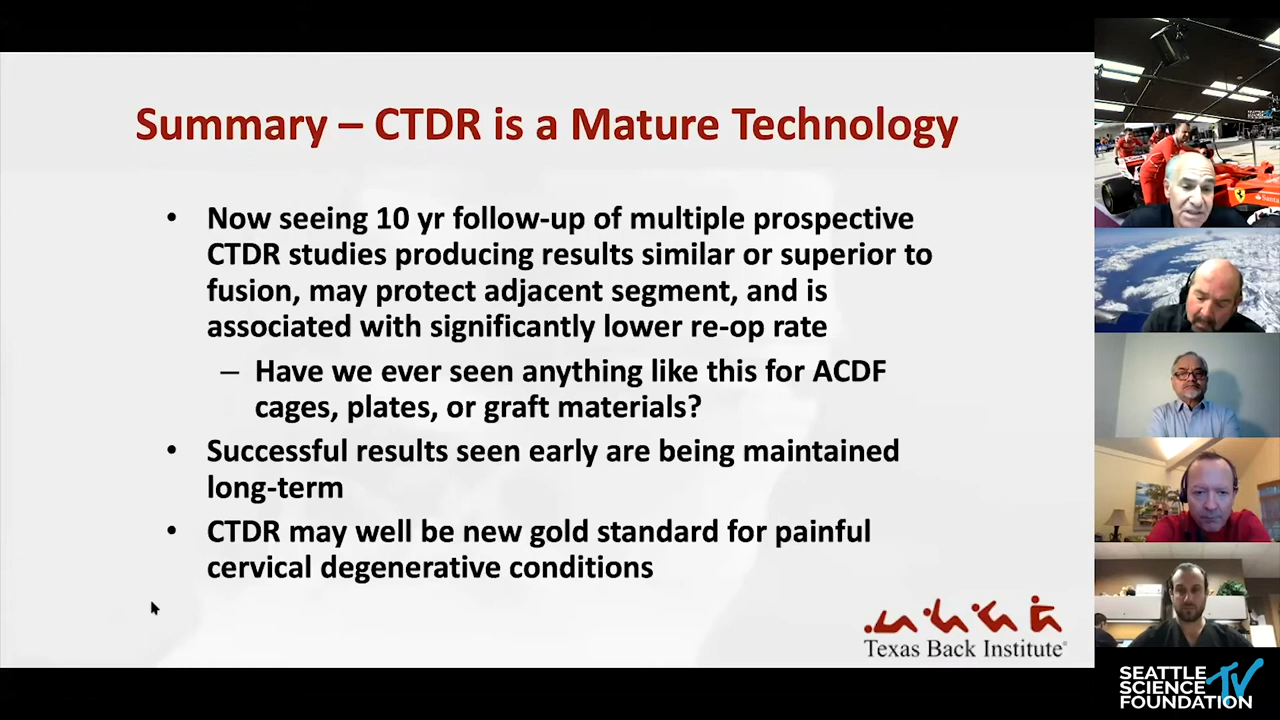 Summary – CTDR is a Mature Technology
• Now seeing 10 yr follow-up of multiple prospective
CTDR studies producing results similar or superior to
fusion, may protect adjacent segment, and is
associated with significantly lower re-op rate
– Have we ever seen anything like this for ACDF
cages, plates, or graft materials?
• Successful results seen early are being maintained
long-term
• CTDR may well be new gold standard for painful
cervical degenerative conditions
Texas Back Institute®
SEATTLE
SCIENCE
FOUNDATION
TV